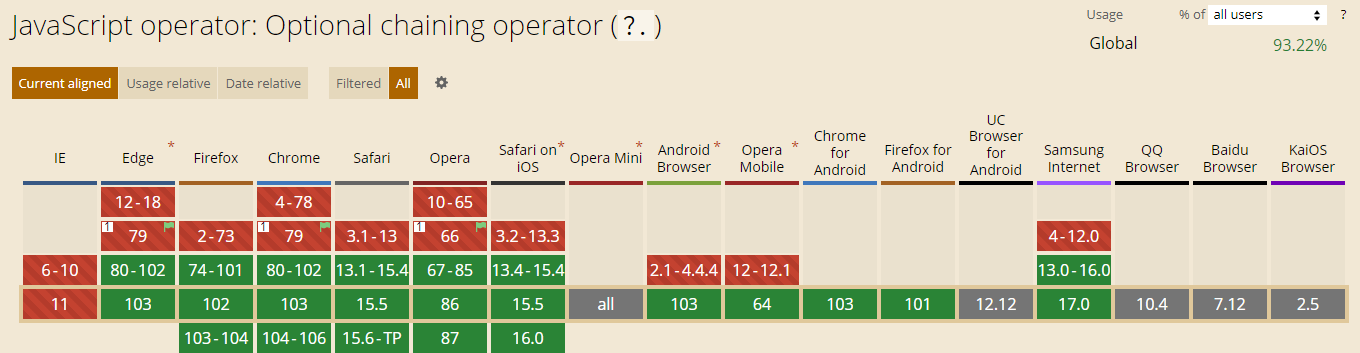 JavaScript operator: Optional chaining operator (?.)
Usage % of all users ?
Global 93.22%
Current aligned Usage relative Date relative Filtered All
IE Edge * Firefox Chrome Safari Opera Safari on iOS * Opera Mini * Android Browser * Opera Mobile * Chrome for Android Firefox for Android UC Browser for Android Samsung Internet QQ Browser Baidu Browser KaiOS Browser
12-18 4-78 10-65
1 79 2-73 1 79 3.1-13 1 66 3.2-13.3 4-12.0
6-10 80-102 74-101 80-102 13.1-15.4 67-85 13.4-15.4 2.1-4.4.4 12-12.1 13.0-16.0
11 103 102 103 15.5 86 15.5 all 103 64 103 101 12.12 17.0 10.4 7.12 2.5
103-104 104-106 15.6-TP 87 16.0